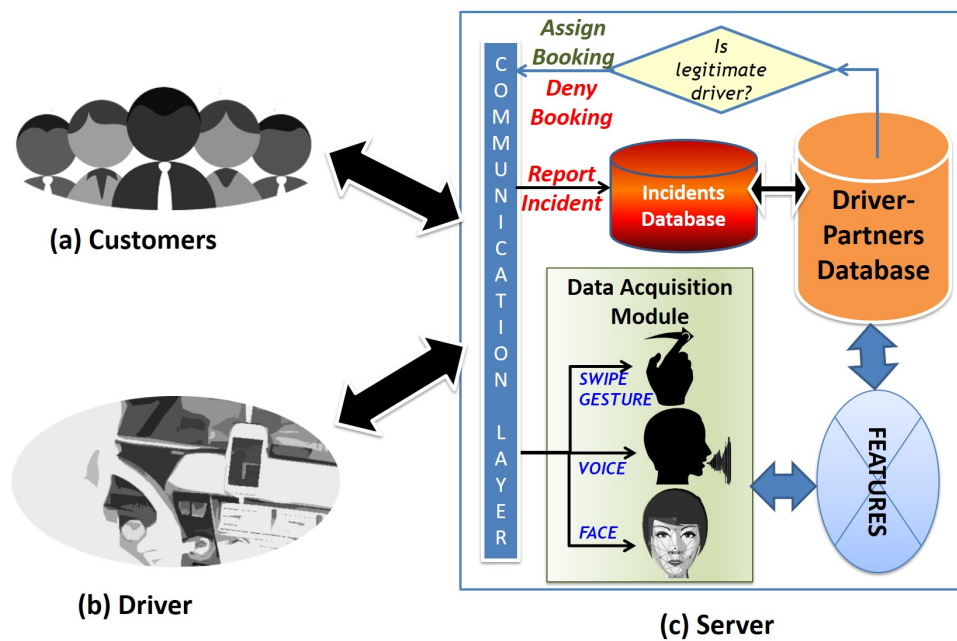 Assign
Booking
Deny
Booking
Is
legitimate
driver?
COMMUNICATION LAYER
Report
Incident
Incidents
Database
Driver-
Partners
Database
(a) Customers
Data Acquisition
Module
SWIPE
GESTURE
VOICE
FACE
FEATURES
(b) Driver
(c) Server